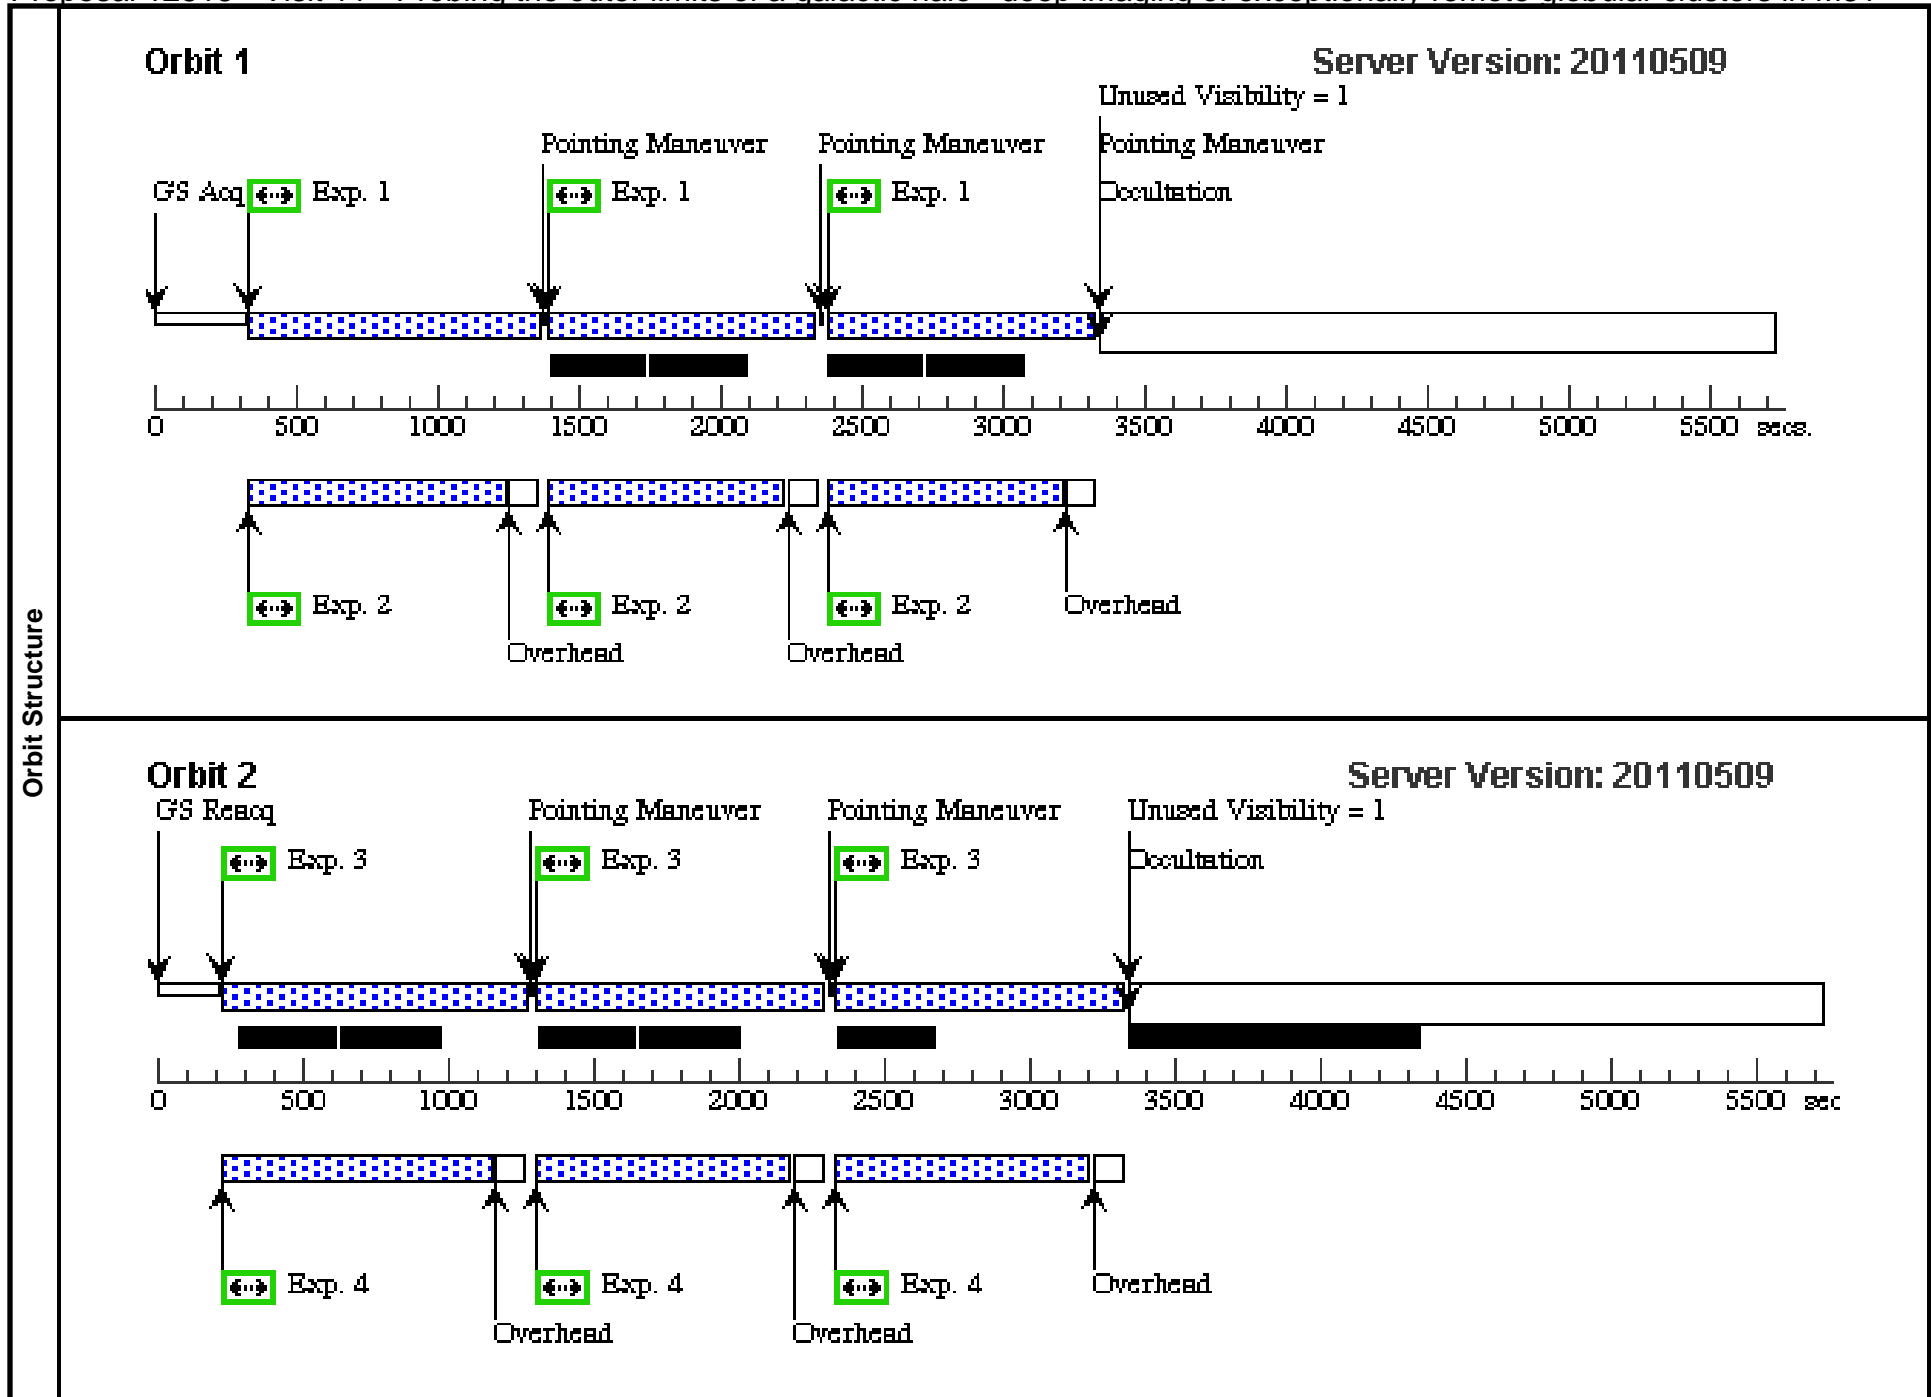 Orbit Structure
Orbit 1
Server Version: 20110509
Unused Visibility = 1
Pointing Maneuver Pointing Maneuver Pointing Maneuver
GS Acq Exp. 1 Exp. 1 Exp. 1 Occultation
0 500 1000 1500 2000 2500 3000 3500 4000 4500 5000 5500 secs.
Exp. 2 Exp. 2 Exp. 2 Overhead
Overhead Overhead
Orbit 2
Server Version: 20110509
GS Reacq Pointing Maneuver Pointing Maneuver Unused Visibility = 1
Exp. 3 Exp. 3 Exp. 3 Occultation
0 500 1000 1500 2000 2500 3000 3500 4000 4500 5000 5500 sec
Exp. 4 Exp. 4 Exp. 4 Overhead
Overhead Overhead